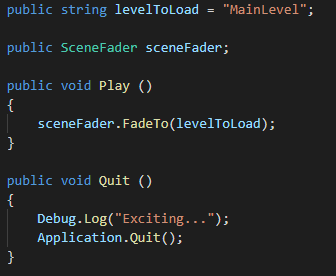 public string levelToLoad = "MainLevel";
public SceneFader sceneFader;
public void Play ()
{
sceneFader.FadeTo(levelToLoad);
}
public void Quit ()
{
Debug.Log("Exciting...");
Application.Quit();
}